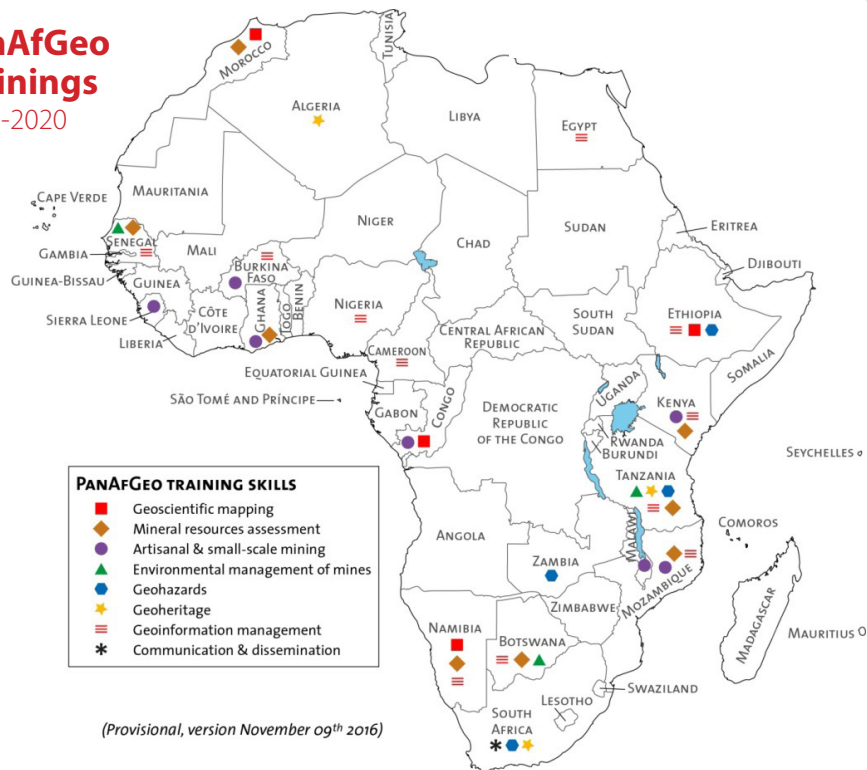 nAfGeo
inings
-2020
MOROCCO
TUNISIA
ALGERIA
LIBYA
EGYPT
CAPE VERDE
MAURITANIA
NIGER
CHAD
SUDAN
ERITREA
SENEGAL
GAMBIA
MALI
BURKINA
FASO
DJIBOUTI
GUINEA-BISSAU
GUINEA
NIGERIA
ETHIOPIA
SIERRA LEONE
CÔTE
D'IVOIRE
GHANA
TOGO
BENIN
SOUTH
SUDAN
CENTRAL AFRICAN
REPUBLIC
LIBERIA
CAMEROON
SOMALIA
EQUATORIAL GUINEA
UGANDA
KENYA
SÃO TOMÉ AND PRÍNCIPE
GABON
CONGO
DEMOCRATIC
REPUBLIC
OF THE CONGO
RWANDA
BURUNDI
SEYCHELLES
TANZANIA
PANAFGEO TRAINING SKILLS
Geoscientific mapping
Mineral resources assessment
Artisanal & small-scale mining
Environmental management of mines
Geohazards
Geoheritage
Geoinformation management
Communication & dissemination
ANGOLA
ZAMBIA
MALAWI
COMOROS
MOZAMBIQUE
ZIMBABWE
MADAGASCAR
MAURITIUS
NAMIBIA
BOTSWANA
SWAZILAND
LESOTHO
SOUTH
AFRICA
(Provisional, version November 09th 2016)